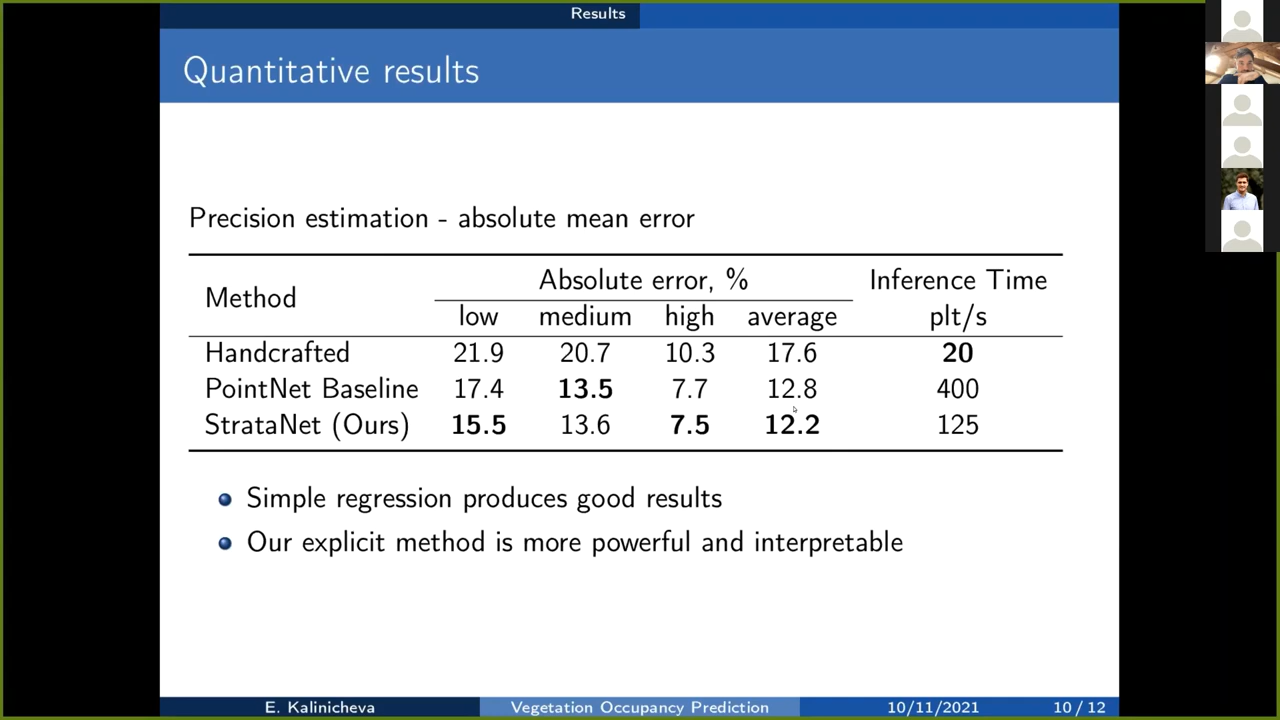 Results
Quantitative results
Precision estimation - absolute mean error
Method Absolute error, % Inference Time
low medium high average plt/s
Handcrafted 21.9 20.7 10.3 17.6 20
PointNet Baseline 17.4 13.5 7.7 12.8 400
StrataNet (Ours) 15.5 13.6 7.5 12.2 125
Simple regression produces good results
Our explicit method is more powerful and interpretable
E. Kalinicheva Vegetation Occupancy Prediction 10/11/2021 10 / 12